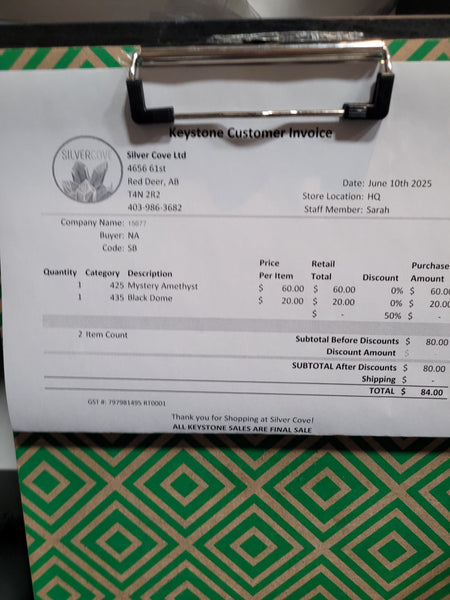 Keystone Customer Invoice
SILVERCOVE
Silver Cove Ltd
4656 61st
Red Deer, AB
T4N 2R2
403-986-3682
Date: June 10th 2025
Store Location: HQ
Staff Member: Sarah
Company Name: 15077
Buyer: NA
Code: SB
Quantity Category Description Price Per Item Retail Total Discount Purchase Amount
1 425 Mystery Amethyst $ 60.00 $ 60.00 0% $ 60.00
1 435 Black Dome $ 20.00 $ 20.00 0% $ 20.00
$ - 50% $ -
2 Item Count
Subtotal Before Discounts $ 80.00
Discount Amount $ -
SUBTOTAL After Discounts $ 80.00
Shipping $ -
TOTAL $ 84.00
GST #: 797981495 RT0001
Thank you for Shopping at Silver Cove!
ALL KEYSTONE SALES ARE FINAL SALE